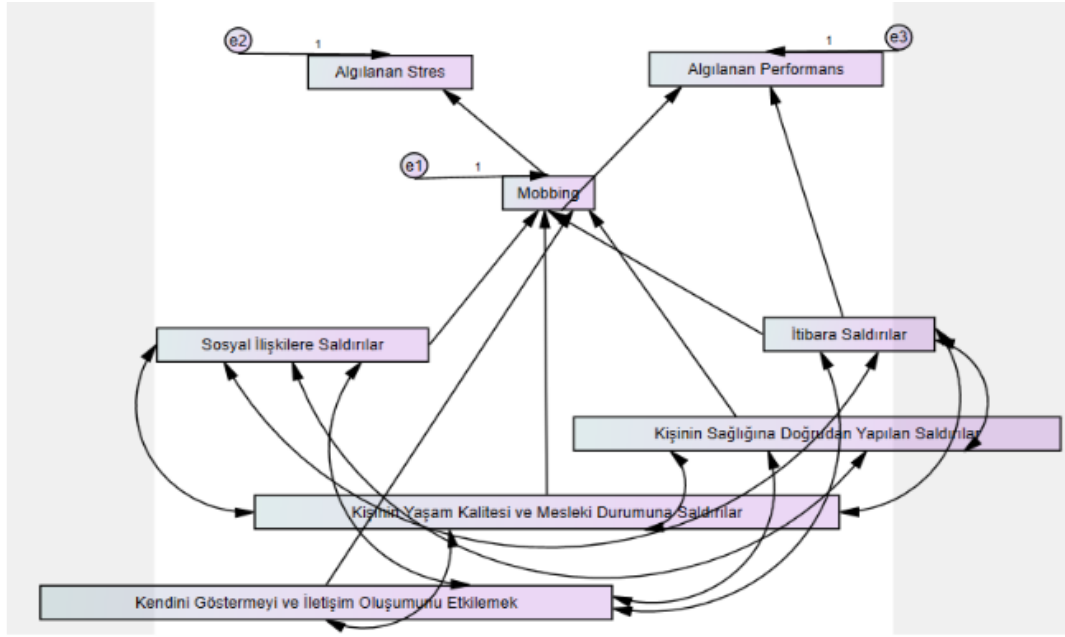 e2
1
1
e3
Algılanan Stres
Algılanan Performans
e1
1
Mobbing
Sosyal İlişkilere Saldırılar
İtibara Saldırılar
Kişinin Sağlığına Doğrudan Yapılan Saldırılar
Kişinin Yaşam Kalitesi ve Mesleki Durumuna Saldırılar
Kendini Göstermeyi ve İletişim Oluşumunu Etkilemek